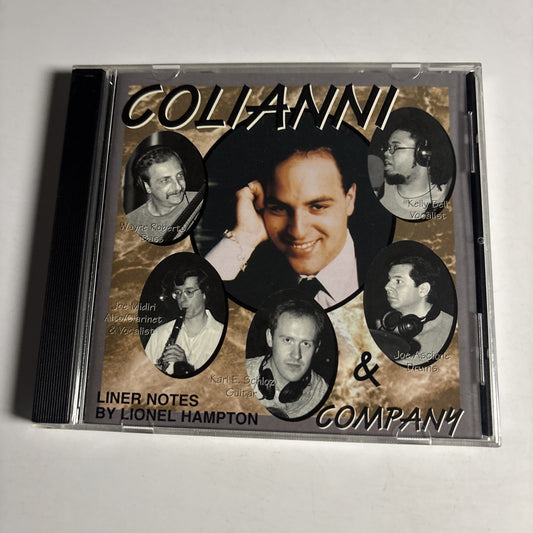 COLIANNI
Wayne Roberts
Bass
"Kelly Bell"
Vocalist
Joe Midiri
Alto/Clarinet
& Vocalist
Karl E. Schloz
Guitar
Joe Ascione
Drums
LINER NOTES
BY LIONEL HAMPTON
&
COMPANY